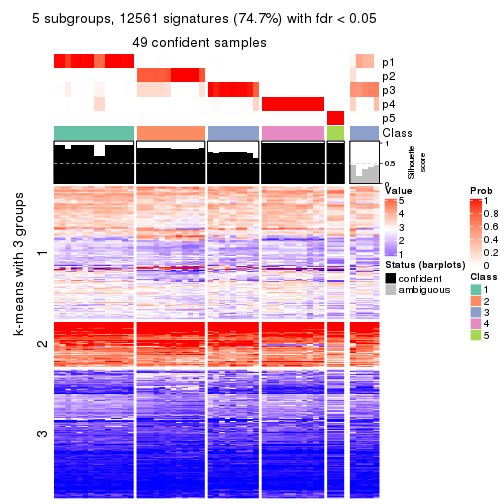 5 subgroups, 12561 signatures (74.7%) with fdr < 0.05
49 confident samples
p1
p2
p3
p4
p5
Class
1
0.5
0
Silhouette
score
k-means with 3 groups
1
2
3
Value
5
4
3
2
1
Status (barplots)
confident
ambiguous
Prob
1
0.8
0.6
0.4
0.2
0
Class
1
2
3
4
5